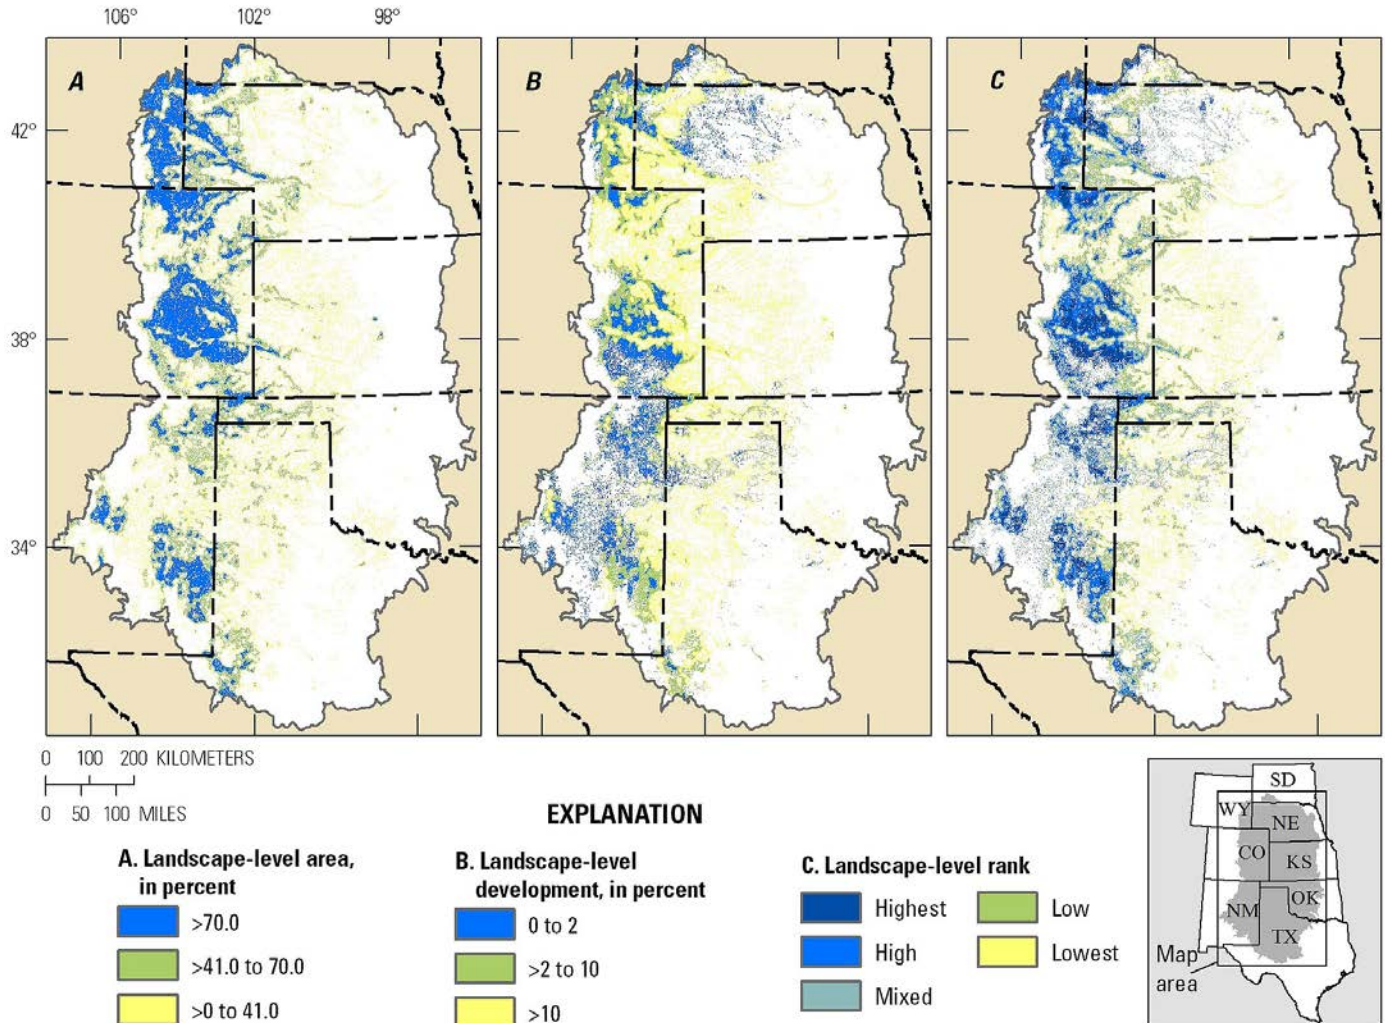 106° 102° 98°
A B C
42°
38°
34°
0 100 200 KILOMETERS
0 50 100 MILES
EXPLANATION
A. Landscape-level area,
in percent
>70.0
>41.0 to 70.0
>0 to 41.0
B. Landscape-level
development, in percent
0 to 2
>2 to 10
>10
C. Landscape-level rank
Highest
High
Mixed
Low
Lowest
SD
WY
NE
CO
KS
OK
NM
TX
Map
area